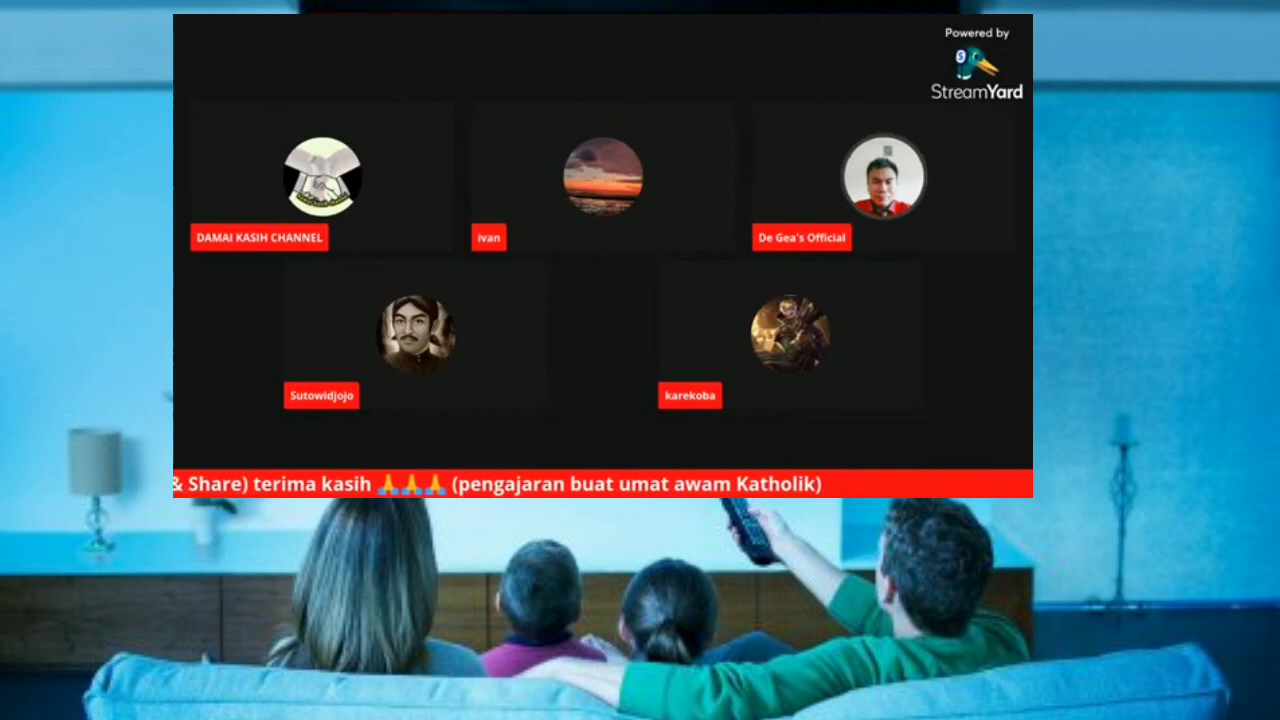 Powered by
StreamYard
DAMAI KASIH CHANNEL
ivan
De Gea's Official
Sutowidjojo
karekoba
& Share) terima kasih 🙏🙏🙏 (pengajaran buat umat awam Katholik)